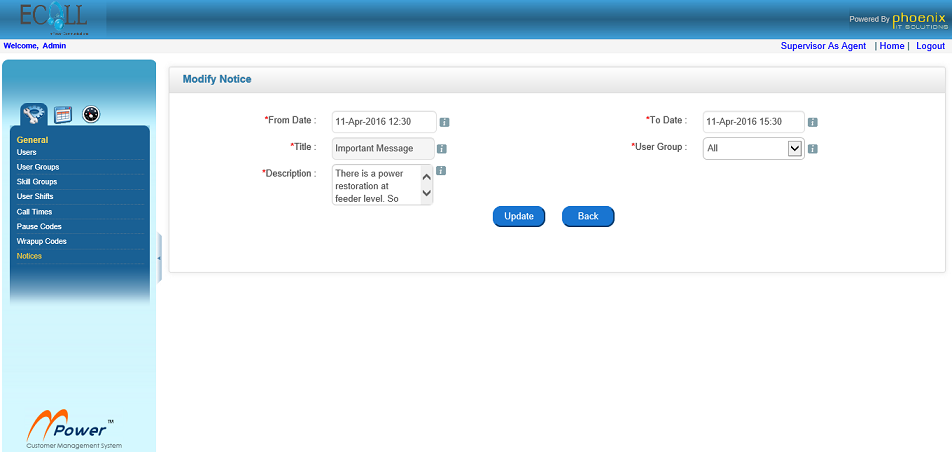 ECALL
Powered By phoenix
IT SOLUTIONS
Welcome, Admin
Supervisor As Agent | Home | Logout
Modify Notice
*From Date : 11-Apr-2016 12:30
*To Date : 11-Apr-2016 15:30
*Title : Important Message
*User Group : All
*Description : There is a power
restoration at
feeder level. So
Update Back
General
Users
User Groups
Skill Groups
User Shifts
Call Times
Pause Codes
Wrapup Codes
Notices
mPower™
Customer Management System